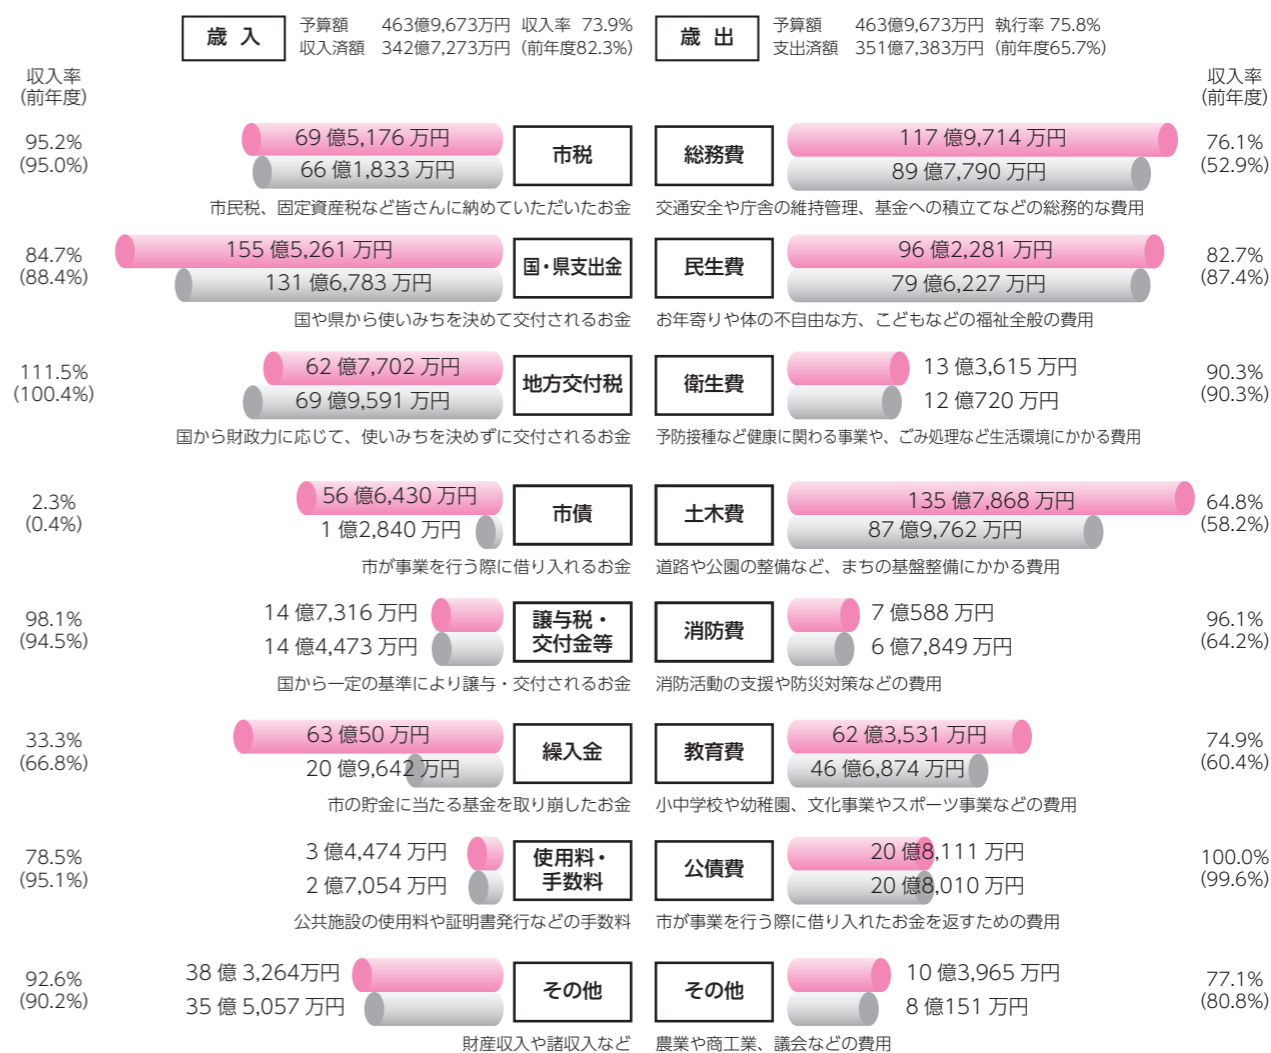 歳 入
予算額 463億9,673万円 収入率 73.9%
収入済額 342億7,273万円 (前年度82.3%)
歳 出
予算額 463億9,673万円 執行率 75.8%
支出済額 351億7,383万円 (前年度65.7%)
収入率
(前年度)
収入率
(前年度)
95.2%
(95.0%)
69 億5,176 万円
66 億1,833 万円
市税
市民税、固定資産税など皆さんに納めていただいたお金
総務費
117 億9,714 万円
89 億7,790 万円
76.1%
(52.9%)
交通安全や庁舎の維持管理、基金への積立てなどの総務的な費用
84.7%
(88.4%)
155 億5,261 万円
131 億6,783 万円
国・県支出金
国や県から使いみちを決めて交付されるお金
民生費
96 億2,281 万円
79 億6,227 万円
82.7%
(87.4%)
お年寄りや体の不自由な方、こどもなどの福祉全般の費用
111.5%
(100.4%)
62 億7,702 万円
69 億9,591 万円
地方交付税
国から財政力に応じて、使いみちを決めずに交付されるお金
衛生費
13 億3,615 万円
12 億720 万円
90.3%
(90.3%)
予防接種など健康に関わる事業や、ごみ処理など生活環境にかかる費用
2.3%
(0.4%)
56 億6,430 万円
1 億2,840 万円
市債
市が事業を行う際に借り入れるお金
土木費
135 億7,868 万円
87 億9,762 万円
64.8%
(58.2%)
道路や公園の整備など、まちの基盤整備にかかる費用
98.1%
(94.5%)
14 億7,316 万円
14 億4,473 万円
譲与税・
交付金等
国から一定の基準により譲与・交付されるお金
消防費
7 億588 万円
6 億7,849 万円
96.1%
(64.2%)
消防活動の支援や防災対策などの費用
33.3%
(66.8%)
63 億50 万円
20 億9,642 万円
繰入金
市の貯金に当たる基金を取り崩したお金
教育費
62 億3,531 万円
46 億6,874 万円
74.9%
(60.4%)
小中学校や幼稚園、文化事業やスポーツ事業などの費用
78.5%
(95.1%)
3 億4,474 万円
2 億7,054 万円
使用料・
手数料
公共施設の使用料や証明書発行などの手数料
公債費
20 億8,111 万円
20 億8,010 万円
100.0%
(99.6%)
市が事業を行う際に借り入れたお金を返すための費用
92.6%
(90.2%)
38 億 3,264万円
35 億 5,057 万円
その他
財産収入や諸収入など
その他
10 億3,965 万円
8 億151 万円
77.1%
(80.8%)
農業や商工業、議会などの費用